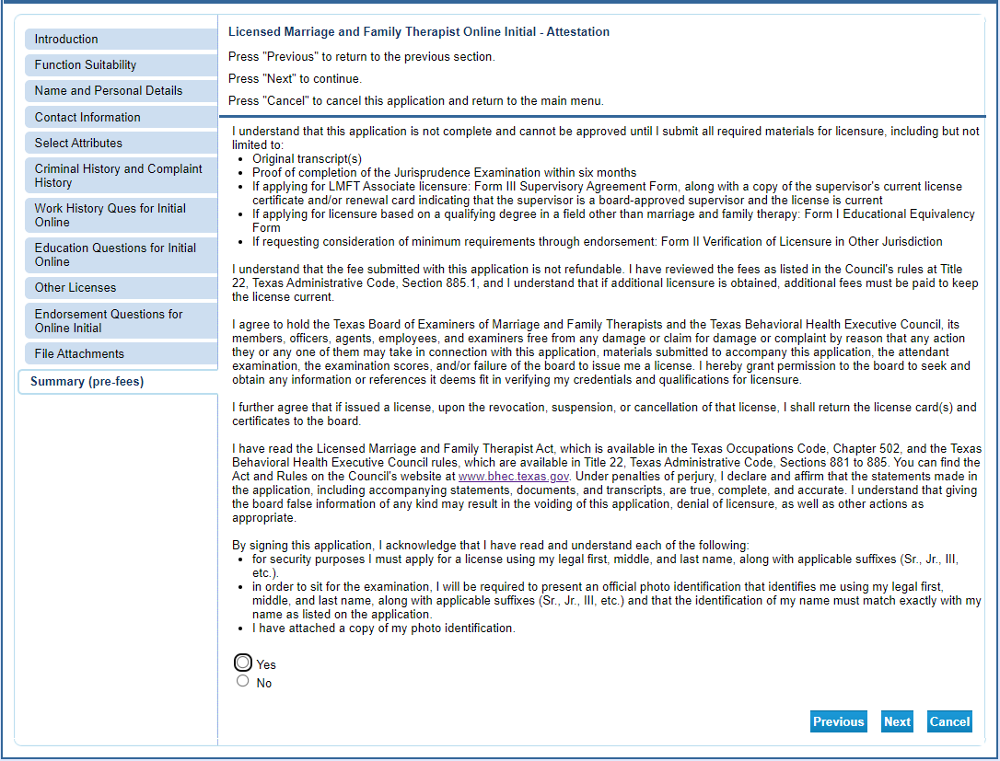 Introduction
Function Suitability
Name and Personal Details
Contact Information
Select Attributes
Criminal History and Complaint
History
Work History Ques for Initial
Online
Education Questions for Initial
Online
Other Licenses
Endorsement Questions for
Online Initial
File Attachments
Summary (pre-fees)
Licensed Marriage and Family Therapist Online Initial - Attestation
Press "Previous" to return to the previous section.
Press "Next" to continue.
Press "Cancel" to cancel this application and return to the main menu.
I understand that this application is not complete and cannot be approved until I submit all required materials for licensure, including but not
limited to:
• Original transcript(s)
• Proof of completion of the Jurisprudence Examination within six months
• If applying for LMFT Associate licensure: Form III Supervisory Agreement Form, along with a copy of the supervisor's current license
certificate and/or renewal card indicating that the supervisor is a board-approved supervisor and the license is current
• If applying for licensure based on a qualifying degree in a field other than marriage and family therapy: Form I Educational Equivalency
Form
• If requesting consideration of minimum requirements through endorsement: Form II Verification of Licensure in Other Jurisdiction
I understand that the fee submitted with this application is not refundable. I have reviewed the fees as listed in the Council's rules at Title
22, Texas Administrative Code, Section 885.1, and I understand that if additional licensure is obtained, additional fees must be paid to keep
the license current.
I agree to hold the Texas Board of Examiners of Marriage and Family Therapists and the Texas Behavioral Health Executive Council, its
members, officers, agents, employees, and examiners free from any damage or claim for damage or complaint by reason that any action
they or any one of them may take in connection with this application, materials submitted to accompany this application, the attendant
examination, the examination scores, and/or failure of the board to issue me a license. I hereby grant permission to the board to seek and
obtain any information or references it deems fit in verifying my credentials and qualifications for licensure.
I further agree that if issued a license, upon the revocation, suspension, or cancellation of that license, I shall return the license card(s) and
certificates to the board.
I have read the Licensed Marriage and Family Therapist Act, which is available in the Texas Occupations Code, Chapter 502, and the Texas
Behavioral Health Executive Council rules, which are available in Title 22, Texas Administrative Code, Sections 881 to 885. You can find the
Act and Rules on the Council's website at www.bhec.texas.gov. Under penalties of perjury, I declare and affirm that the statements made in
the application, including accompanying statements, documents, and transcripts, are true, complete, and accurate. I understand that giving
the board false information of any kind may result in the voiding of this application, denial of licensure, as well as other actions as
appropriate.
By signing this application, I acknowledge that I have read and understand each of the following:
• for security purposes I must apply for a license using my legal first, middle, and last name, along with applicable suffixes (Sr., Jr., III,
etc.).
• in order to sit for the examination, I will be required to present an official photo identification that identifies me using my legal first,
middle, and last name, along with applicable suffixes (Sr., Jr., III, etc.) and that the identification of my name must match exactly with my
name as listed on the application.
• I have attached a copy of my photo identification.
Yes
No
Previous Next Cancel